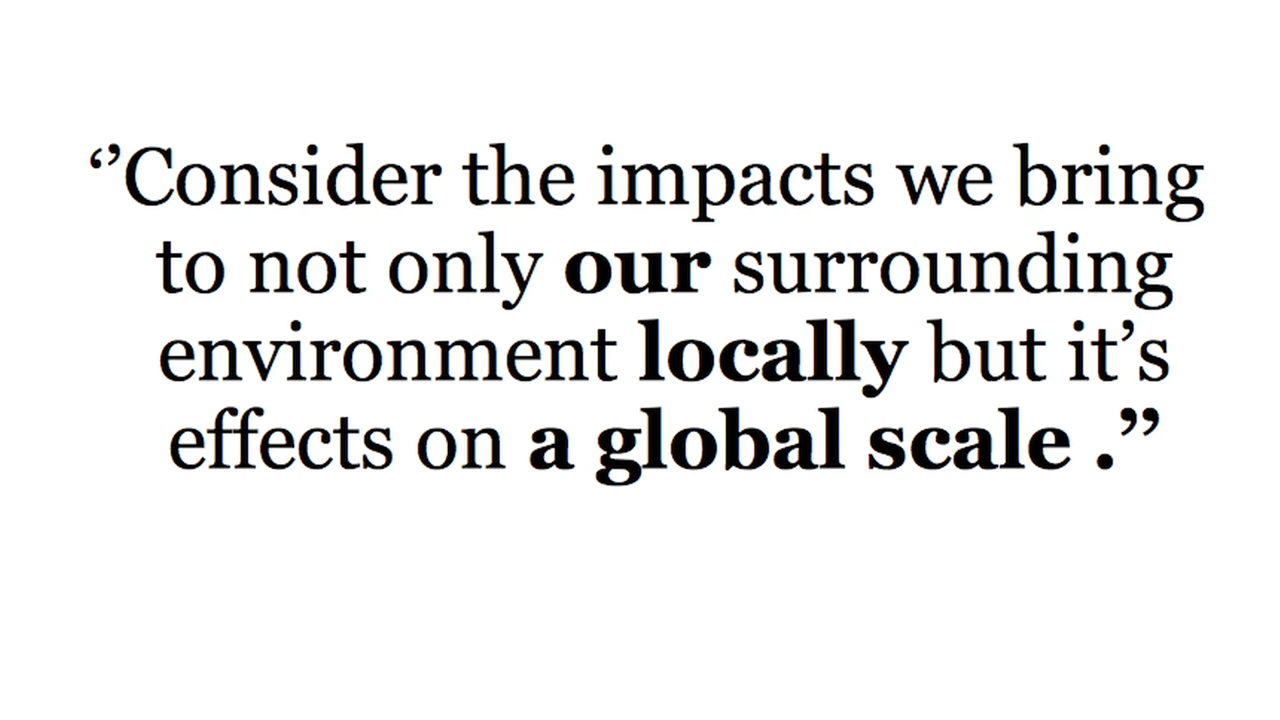 ‘’Consider the impacts we bring
to not only our surrounding
environment locally but it’s
effects on a global scale .”